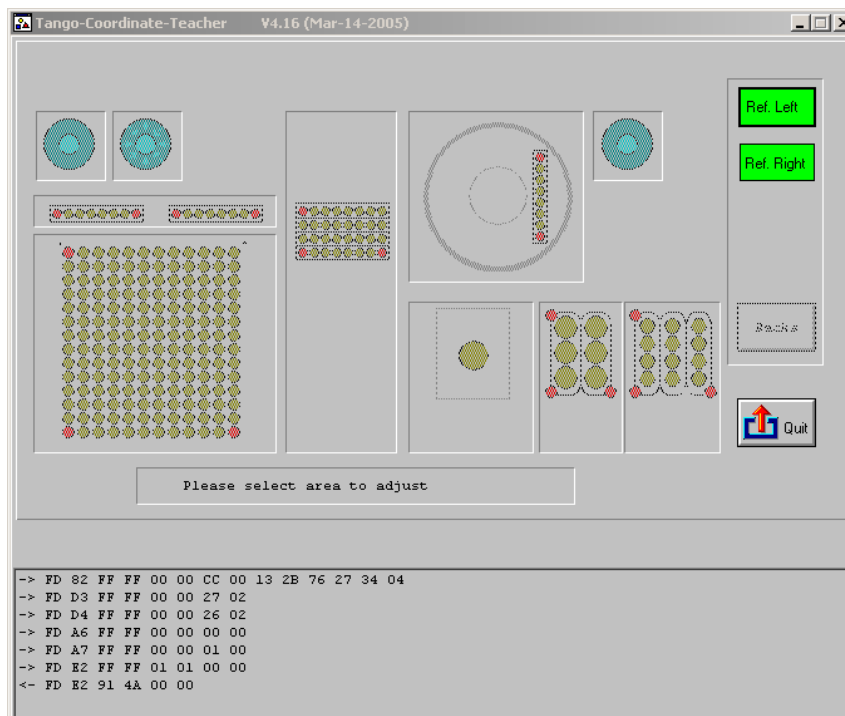 Tango-Coordinate-Teacher V4.16 (Mar-14-2005)
Ref. Left
Ref. Right
Racks
Quit
Please select area to adjust
-> FD 82 FF FF 00 00 CC 00 13 2B 76 27 34 04
-> FD D3 FF FF 00 00 27 02
-> FD D4 FF FF 00 00 26 02
-> FD A6 FF FF 00 00 00 00
-> FD A7 FF FF 00 00 01 00
-> FD E2 FF FF 01 01 00 00
<- FD E2 91 4A 00 00